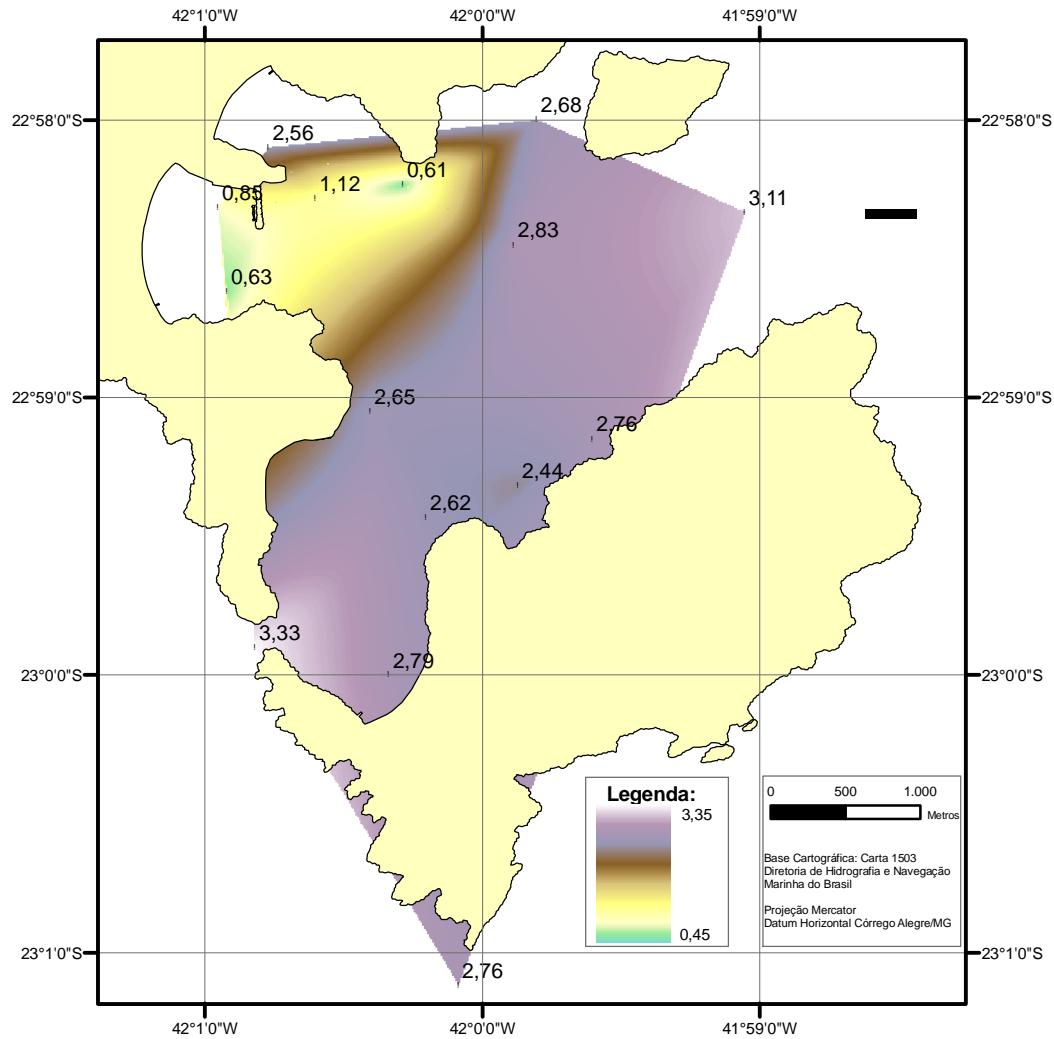 42°1'0"W 42°0'0"W 41°59'0"W
22°58'0"S 22°58'0"S
2,68
2,56
0,61
1,12
0,85
3,11
2,83
0,63
22°59'0"S 22°59'0"S
2,65
2,76
2,44
2,62
3,33
2,79
23°0'0"S 23°0'0"S
Legenda:
3,35
0,45
0 500 1.000
Metros
Base Cartográfica: Carta 1503
Diretoria de Hidrografia e Navegação
Marinha do Brasil
Projeção Mercator
Datum Horizontal Córrego Alegre/MG
23°1'0"S 23°1'0"S
2,76
42°1'0"W 42°0'0"W 41°59'0"W